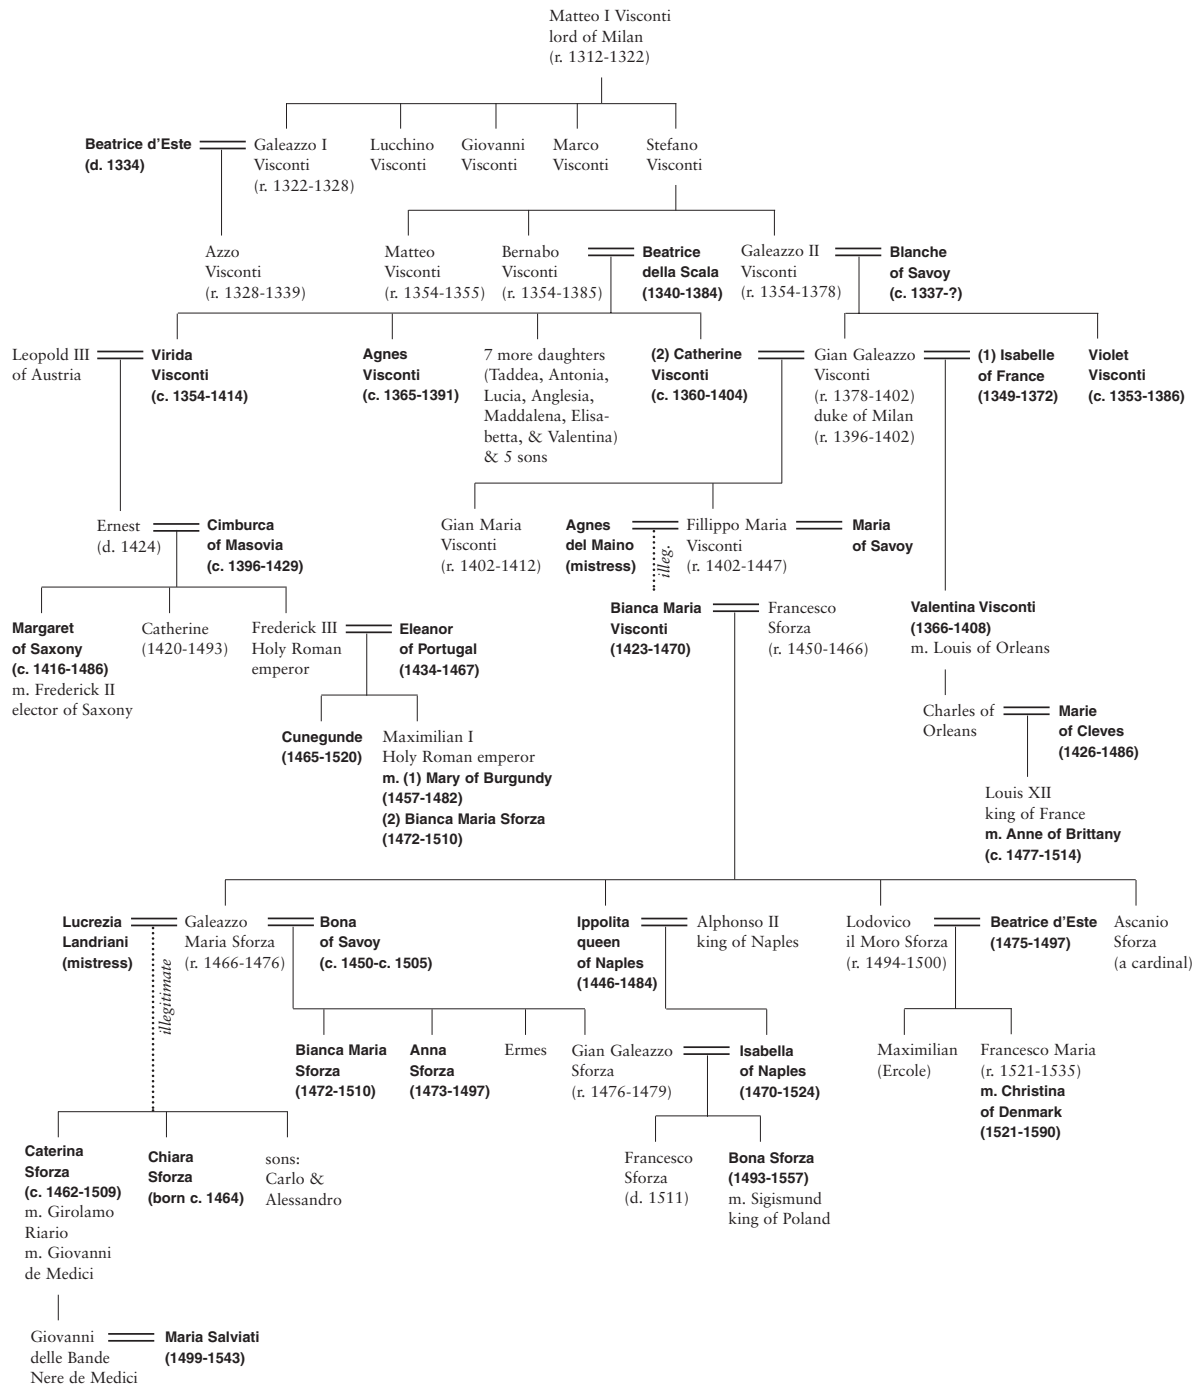 Matteo I Visconti
lord of Milan
(r. 1312-1322)
Beatrice d'Este
(d. 1334)
Galeazzo I
Visconti
(r. 1322-1328)
Lucchino
Visconti
Giovanni
Visconti
Marco
Visconti
Stefano
Visconti
Azzo
Visconti
(r. 1328-1339)
Matteo
Visconti
(r. 1354-1355)
Bernabo
Visconti
(r. 1354-1385)
Beatrice
della Scala
(1340-1384)
Galeazzo II
Visconti
(r. 1354-1378)
Blanche
of Savoy
(c. 1337-?)
Leopold III
of Austria
Virida
Visconti
(c. 1354-1414)
Agnes
Visconti
(c. 1365-1391)
7 more daughters
(Taddea, Antonia,
Lucia, Anglesia,
Maddalena, Elisa-
betta, & Valentina)
& 5 sons
(2) Catherine
Visconti
(c. 1360-1404)
Gian Galeazzo
Visconti
(r. 1378-1402)
duke of Milan
(r. 1396-1402)
(1) Isabelle
of France
(1349-1372)
Violet
Visconti
(c. 1353-1386)
Ernest
(d. 1424)
Cimburca
of Masovia
(c. 1396-1429)
Gian Maria
Visconti
(r. 1402-1412)
Agnes
del Maino
(mistress)
illeg.
Fillippo Maria
Visconti
(r. 1402-1447)
Maria
of Savoy
Margaret
of Saxony
(c. 1416-1486)
m. Frederick II
elector of Saxony
Catherine
(1420-1493)
Frederick III
Holy Roman
emperor
Eleanor
of Portugal
(1434-1467)
Bianca Maria
Visconti
(1423-1470)
Francesco
Sforza
(r. 1450-1466)
Valentina Visconti
(1366-1408)
m. Louis of Orleans
Cunegunde
(1465-1520)
Maximilian I
Holy Roman emperor
m. (1) Mary of Burgundy
(1457-1482)
(2) Bianca Maria Sforza
(1472-1510)
Charles of
Orleans
Marie
of Cleves
(1426-1486)
Louis XII
king of France
m. Anne of Brittany
(c. 1477-1514)
Lucrezia
Landriani
(mistress)
illegitimate
Galeazzo
Maria Sforza
(r. 1466-1476)
Bona
of Savoy
(c. 1450-c. 1505)
Ippolita
queen
of Naples
(1446-1484)
Alphonso II
king of Naples
Lodovico
il Moro Sforza
(r. 1494-1500)
Beatrice d'Este
(1475-1497)
Ascanio
Sforza
(a cardinal)
Bianca Maria
Sforza
(1472-1510)
Anna
Sforza
(1473-1497)
Ermes
Gian Galeazzo
Sforza
(r. 1476-1479)
Isabella
of Naples
(1470-1524)
Maximilian
(Ercole)
Francesco Maria
(r. 1521-1535)
m. Christina
of Denmark
(1521-1590)
Caterina
Sforza
(c. 1462-1509)
m. Girolamo
Riario
m. Giovanni
de Medici
Chiara
Sforza
(born c. 1464)
sons:
Carlo &
Alessandro
Francesco
Sforza
(d. 1511)
Bona Sforza
(1493-1557)
m. Sigismund
king of Poland
Giovanni
delle Bande
Nere de Medici
Maria Salviati
(1499-1543)